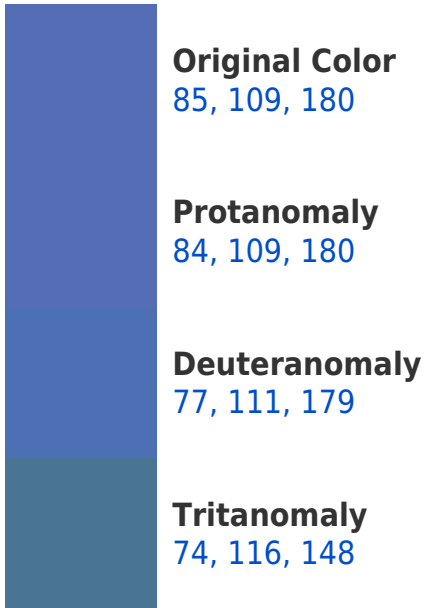 Original Color
85, 109, 180
Protanomaly
84, 109, 180
Deuteranomaly
77, 111, 179
Tritanomaly
74, 116, 148